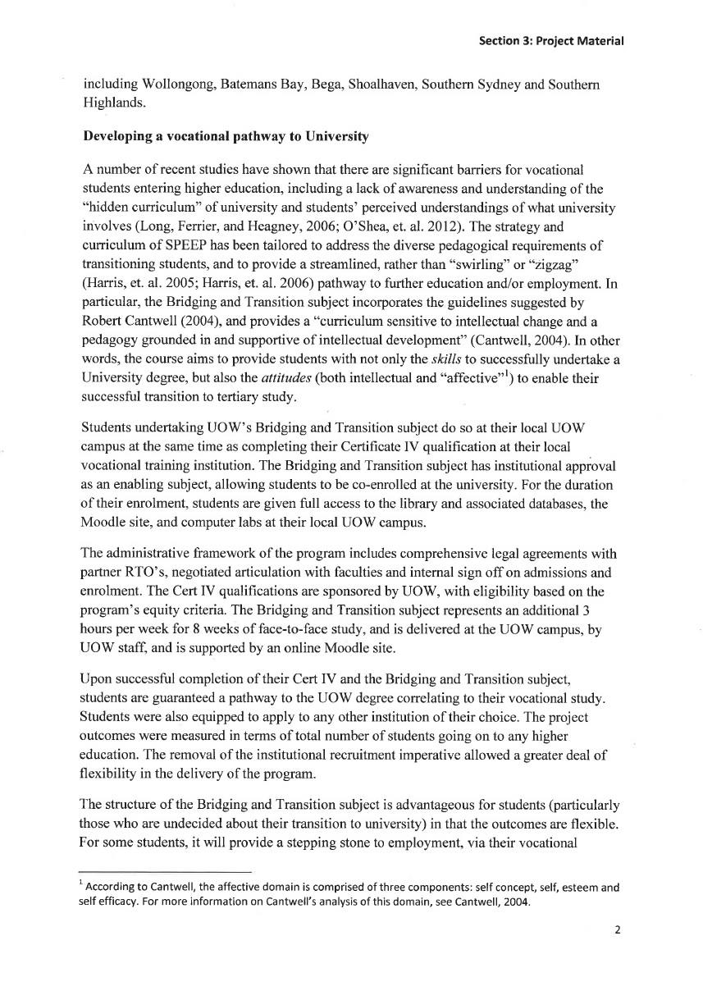 Section 3: Project Material
including Wollongong, Batemans Bay, Bega, Shoalhaven, Southern Sydney and Southern
Highlands.
Developing a vocational pathway to University
A number of recent studies have shown that there are significant barriers for vocational
students entering higher education, including a lack of awareness and understanding of the
“hidden curriculum” of university and students’ perceived understandings of what university
involves (Long, Ferrier, and Heagney, 2006; O’Shea, et. al. 2012). The strategy and
curriculum of SPEEP has been tailored to address the diverse pedagogical requirements of
transitioning students, and to provide a streamlined, rather than “swirling” or “zigzag”
(Harris, et. al. 2005; Harris, et. al. 2006) pathway to further education and/or employment. In
particular, the Bridging and Transition subject incorporates the guidelines suggested by
Robert Cantwell (2004), and provides a “curriculum sensitive to intellectual change and a
pedagogy grounded in and supportive of intellectual development” (Cantwell, 2004). In other
words, the course aims to provide students with not only the skills to successfully undertake a
University degree, but also the attitudes (both intellectual and “affective”¹) to enable their
successful transition to tertiary study.
Students undertaking UOW’s Bridging and Transition subject do so at their local UOW
campus at the same time as completing their Certificate IV qualification at their local
vocational training institution. The Bridging and Transition subject has institutional approval
as an enabling subject, allowing students to be co-enrolled at the university. For the duration
of their enrolment, students are given full access to the library and associated databases, the
Moodle site, and computer labs at their local UOW campus.
The administrative framework of the program includes comprehensive legal agreements with
partner RTO’s, negotiated articulation with faculties and internal sign off on admissions and
enrolment. The Cert IV qualifications are sponsored by UOW, with eligibility based on the
program’s equity criteria. The Bridging and Transition subject represents an additional 3
hours per week for 8 weeks of face-to-face study, and is delivered at the UOW campus, by
UOW staff, and is supported by an online Moodle site.
Upon successful completion of their Cert IV and the Bridging and Transition subject,
students are guaranteed a pathway to the UOW degree correlating to their vocational study.
Students were also equipped to apply to any other institution of their choice. The project
outcomes were measured in terms of total number of students going on to any higher
education. The removal of the institutional recruitment imperative allowed a greater deal of
flexibility in the delivery of the program.
The structure of the Bridging and Transition subject is advantageous for students (particularly
those who are undecided about their transition to university) in that the outcomes are flexible.
For some students, it will provide a stepping stone to employment, via their vocational
¹ According to Cantwell, the affective domain is comprised of three components: self concept, self, esteem and
self efficacy. For more information on Cantwell’s analysis of this domain, see Cantwell, 2004.
2